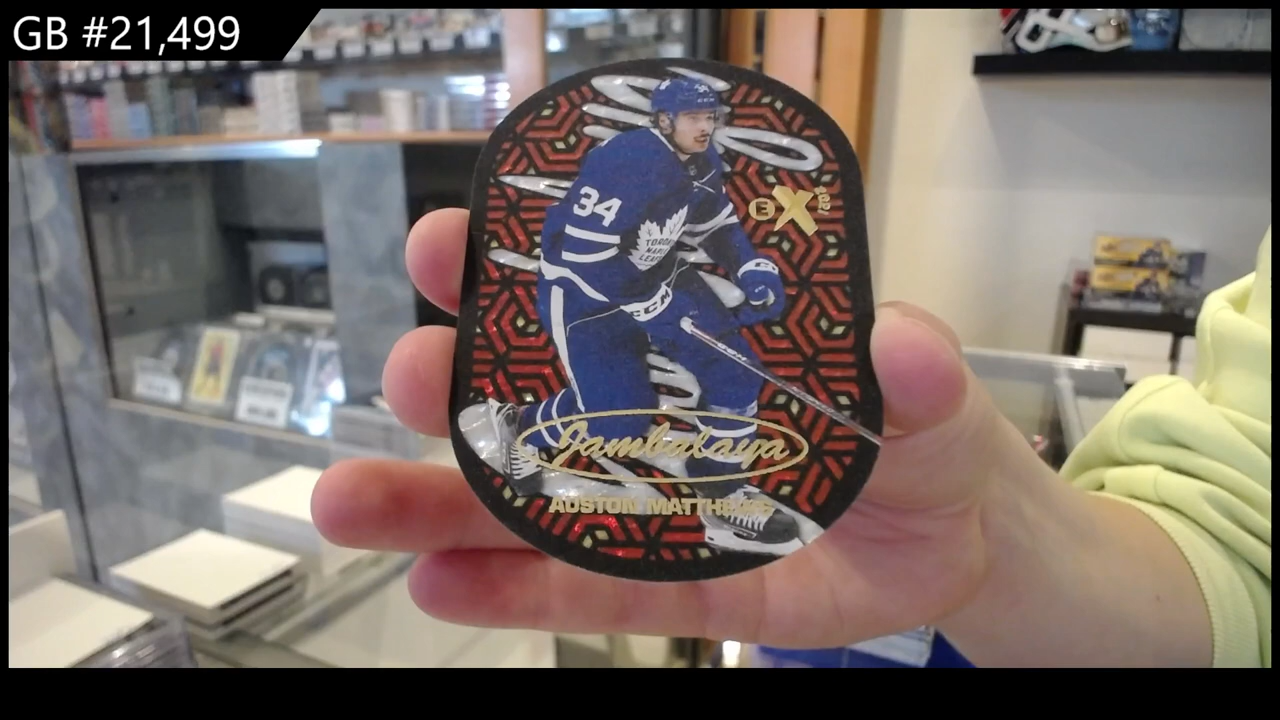 GB #21,499
34
TORONTO
MAPLE
LEAFS
E X
CCM
Jambalaya
AUSTON MATTHEWS